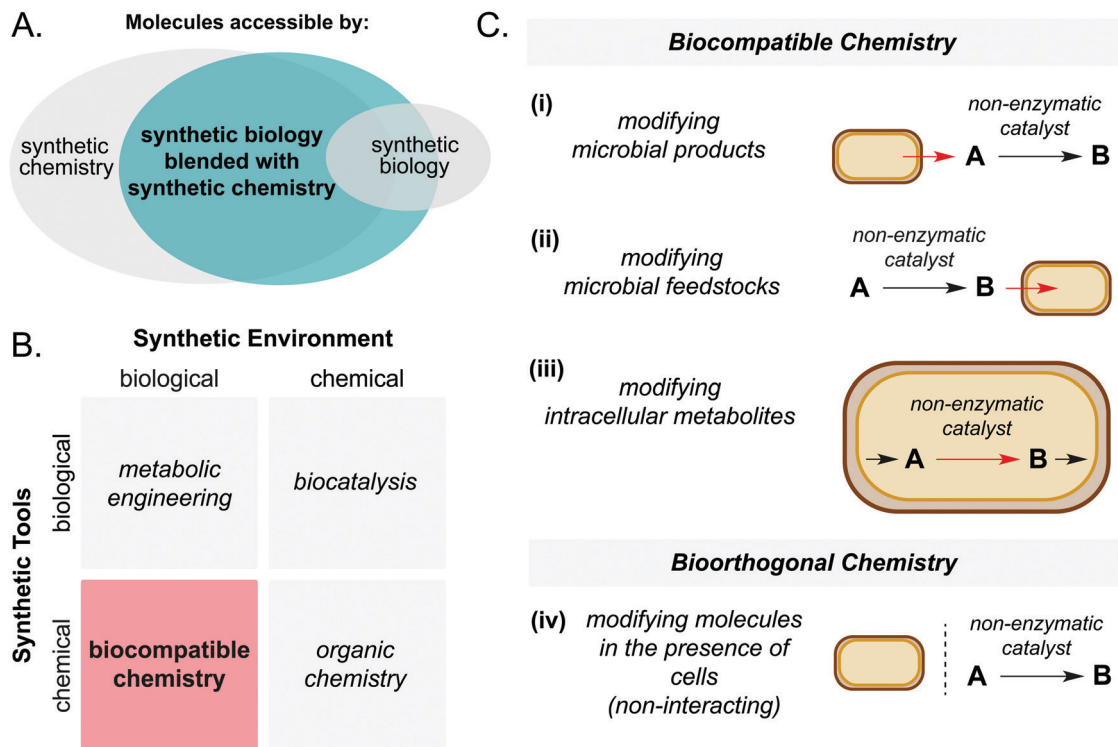 A.
Molecules accessible by:
synthetic
chemistry
synthetic biology
blended with
synthetic chemistry
synthetic
biology
B.
Synthetic Environment
biological
chemical
Synthetic Tools
biological
chemical
metabolic
engineering
biocatalysis
biocompatible
chemistry
organic
chemistry
C.
Biocompatible Chemistry
(i)
modifying
microbial products
non-enzymatic
catalyst
A
B
(ii)
modifying
microbial feedstocks
non-enzymatic
catalyst
A
B
(iii)
modifying
intracellular metabolites
non-enzymatic
catalyst
A
B
Bioorthogonal Chemistry
(iv)
modifying molecules
in the presence of
cells
(non-interacting)
non-enzymatic
catalyst
A
B